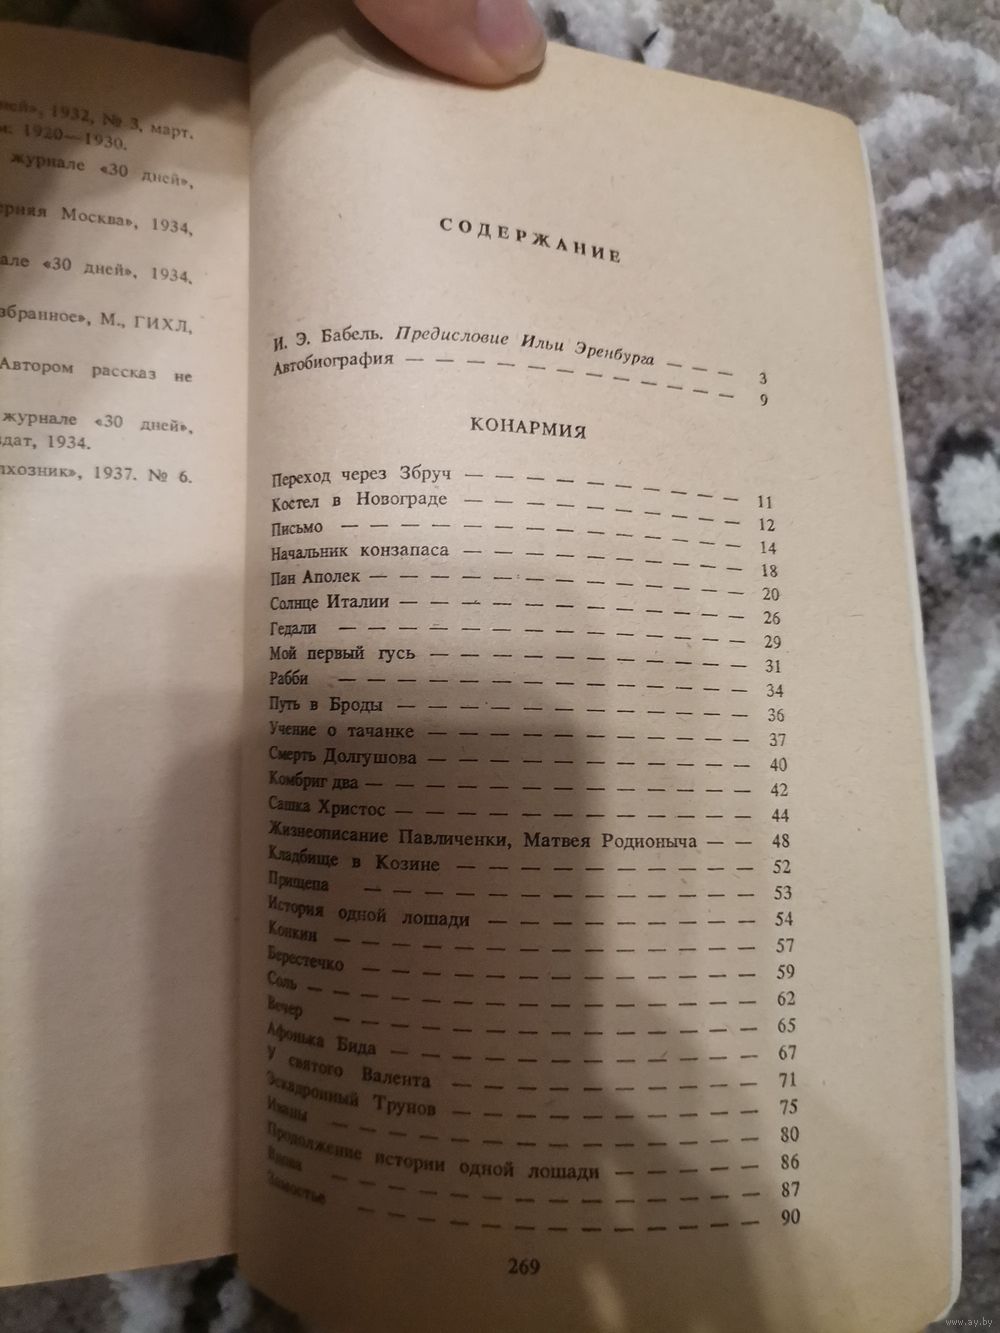 ней», 1932, № 3, март.
м: 1920—1930.
журнале «30 дней»,
ерняя Москва», 1934,
але «30 дней», 1934,
збранное», М., ГИХЛ,
Автором рассказ не
журнале «30 дней»,
здат, 1934.
лхозник», 1937. № 6.
СОДЕРЖАНИЕ
И. Э. Бабель. Предисловие Ильи Эренбурга — — — 3
Автобиография — — — — — — — — — — — 9
КОНАРМИЯ
Переход через Збруч — — — — — — — — — 11
Костел в Новограде — — — — — — — — — 12
Письмо — — — — — — — — — — — — — 14
Начальник конзапаса — — — — — — — — — 18
Пан Аполек — — — — — — — — — — — — 20
Солнце Италии — — — — — — — — — — — 26
Гедали — — — — — — — — — — — — — 29
Мой первый гусь — — — — — — — — — — 31
Рабби — — — — — — — — — — — — — 34
Путь в Броды — — — — — — — — — — — 36
Учение о тачанке — — — — — — — — — — 37
Смерть Долгушова — — — — — — — — — — 40
Комбриг два — — — — — — — — — — — — 42
Сашка Христос — — — — — — — — — — — 44
Жизнеописание Павличенки, Матвея Родионыча — — 48
Кладбище в Козине — — — — — — — — — 52
Прищепа — — — — — — — — — — — — 53
История одной лошади — — — — — — — — 54
Конкин — — — — — — — — — — — — — 57
Берестечко — — — — — — — — — — — — 59
Соль — — — — — — — — — — — — — — 62
Вечер — — — — — — — — — — — — — 65
Афонька Бида — — — — — — — — — — — 67
У святого Валента — — — — — — — — — 71
Эскадронный Трунов — — — — — — — — — 75
Иваны — — — — — — — — — — — — — 80
Продолжение истории одной лошади — — — — — 86
Вдова — — — — — — — — — — — — — 87
Замостье — — — — — — — — — — — — 90
269
www.ay.by